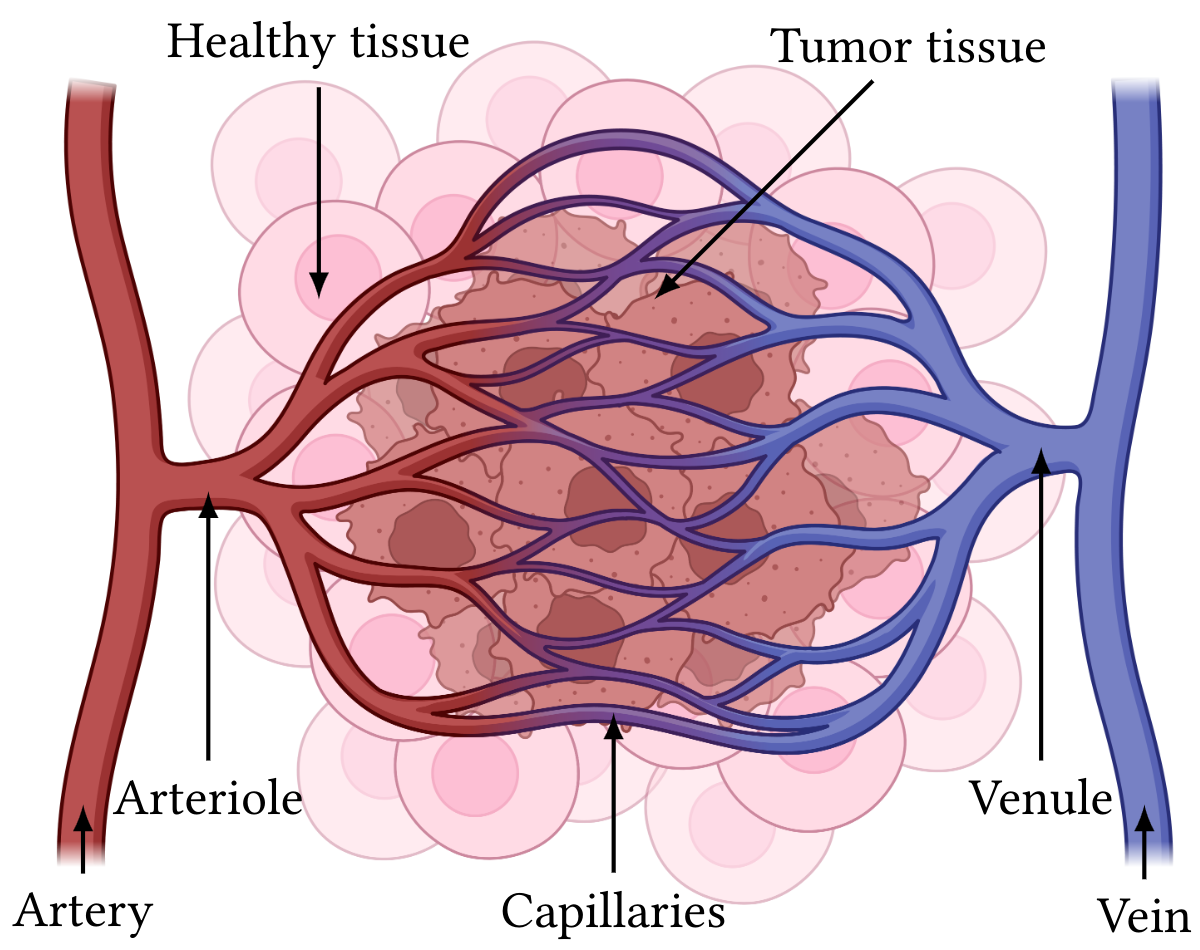 Healthy tissue
Tumor tissue
Arteriole
Venule
Artery
Capillaries
Vein